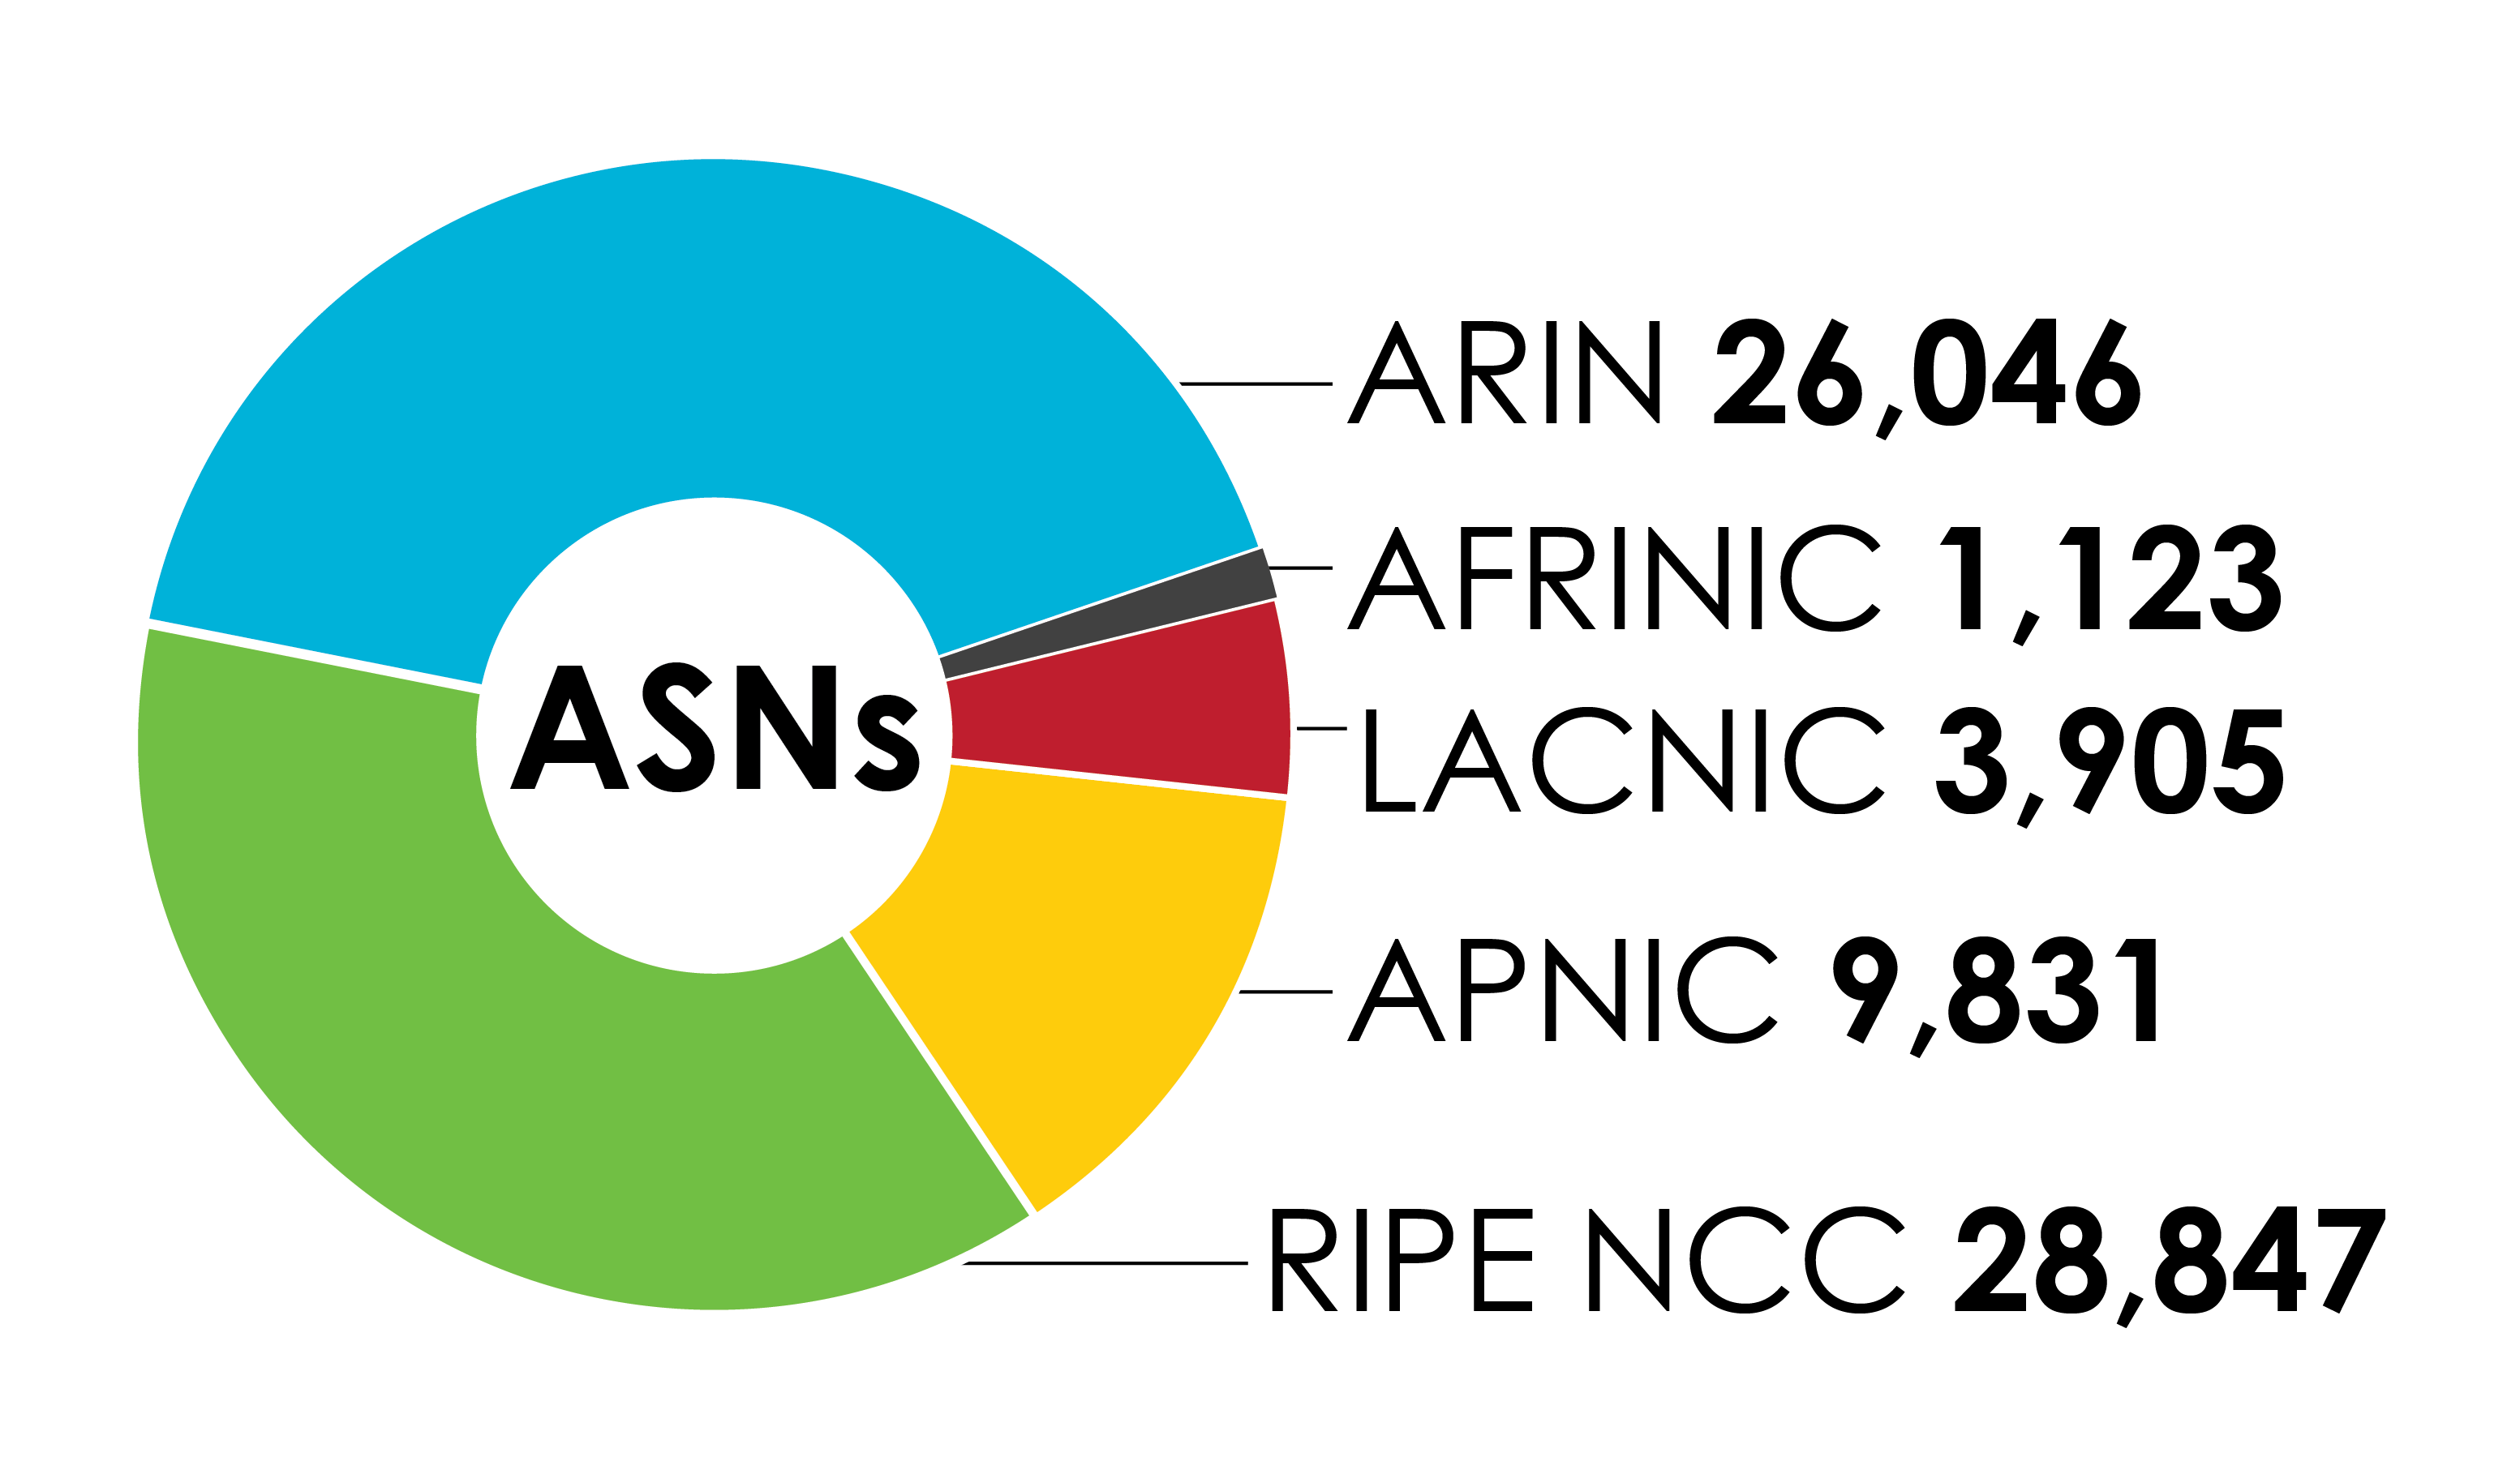 ASNs
ARIN 26,046
AFRINIC 1,123
LACNIC 3,905
APNIC 9,831
RIPE NCC 28,847